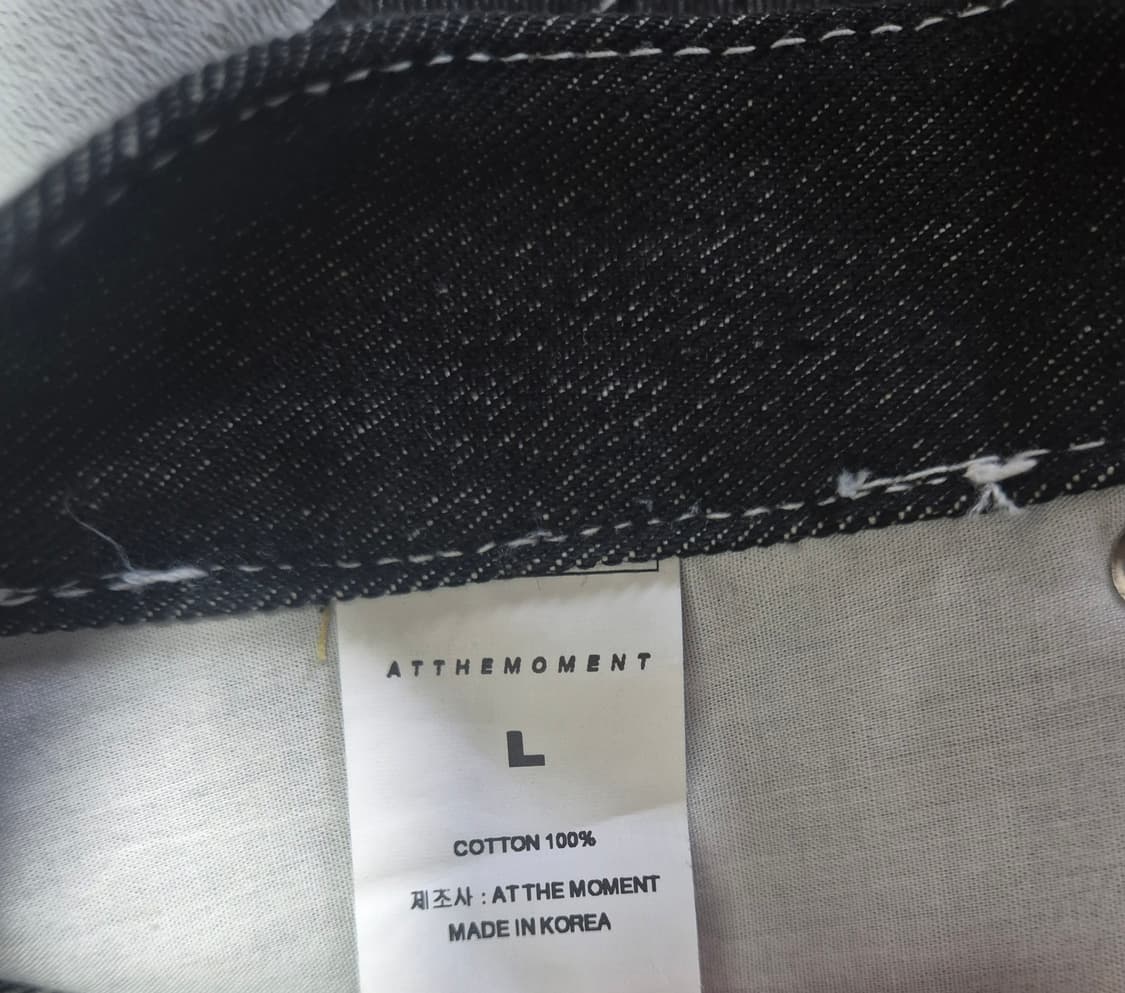 ATTHEMOMENT
L
COTTON 100%
제조사 : AT THE MOMENT
MADE IN KOREA